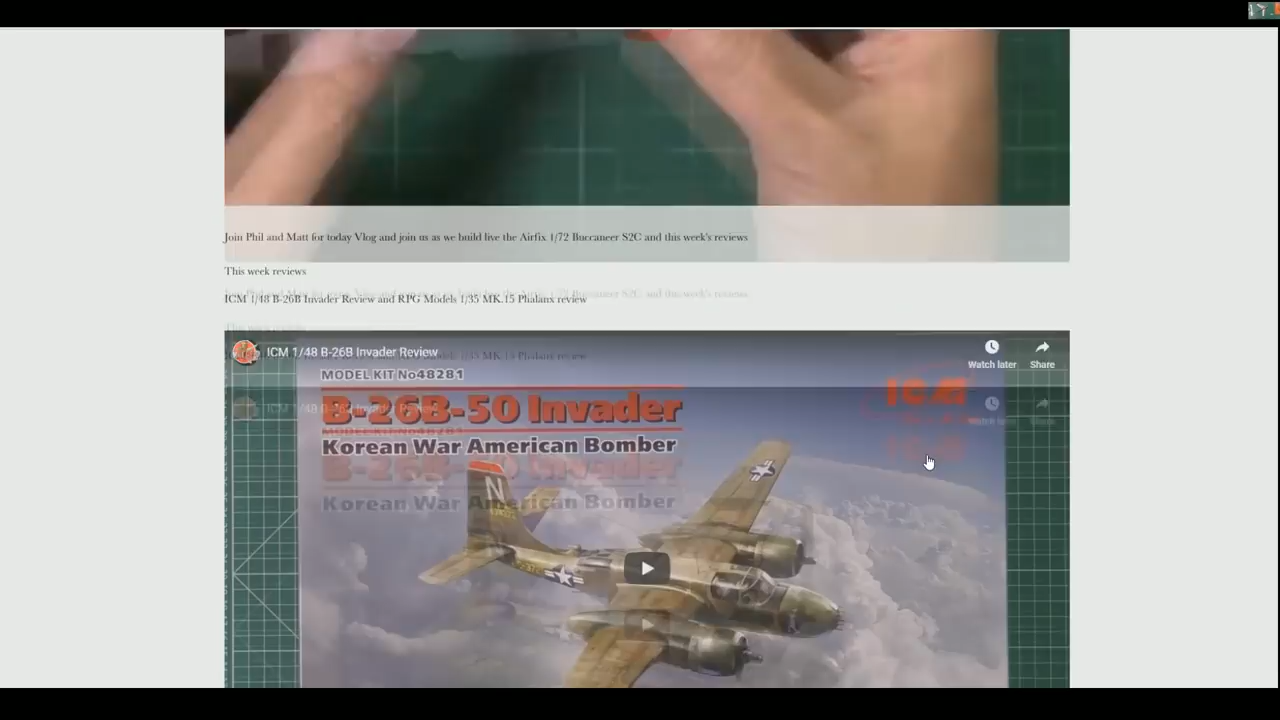 Join Phil and Matt for today Vlog and join us as we build live the Airfix 1/72 Buccaneer S2C and this week's reviews
This week reviews
ICM 1/48 B-26B Invader Review and RPG Models 1/35 MK.15 Phalanx review
ICM 1/48 B-26B Invader Review
Watch later
Share
MODEL KIT No48281
ICM
B-26B-50 Invader
Korean War American Bomber
N